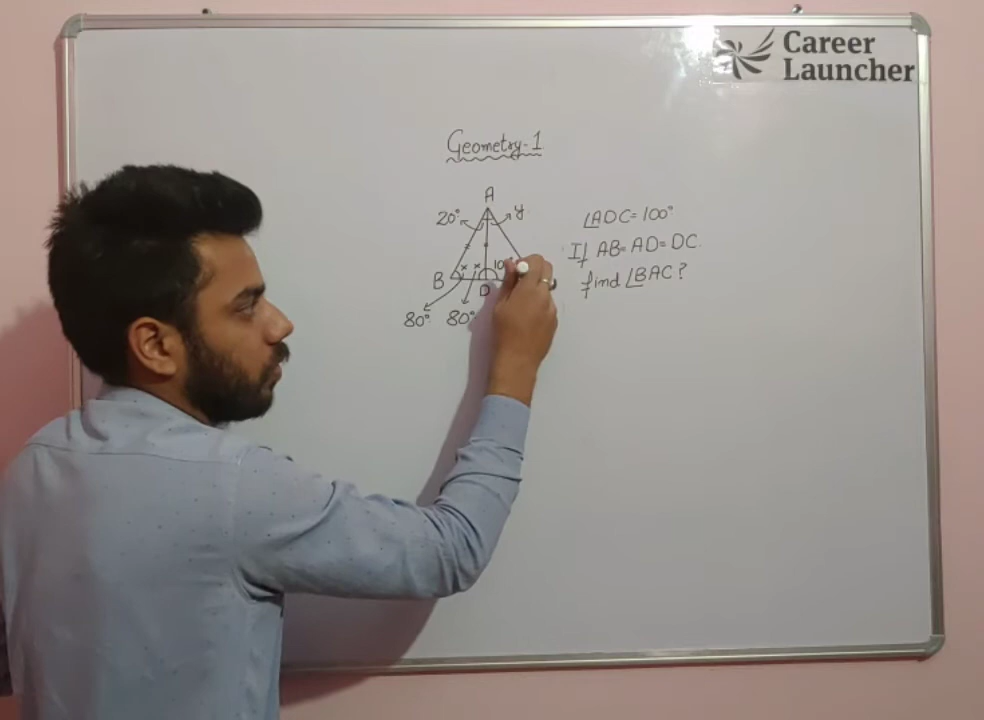 Career
Launcher
Geometry-1
A
20°
y
∠ADC=100°
If AB=AD=DC.
find ∠BAC?
x x
B
D
80° 80°